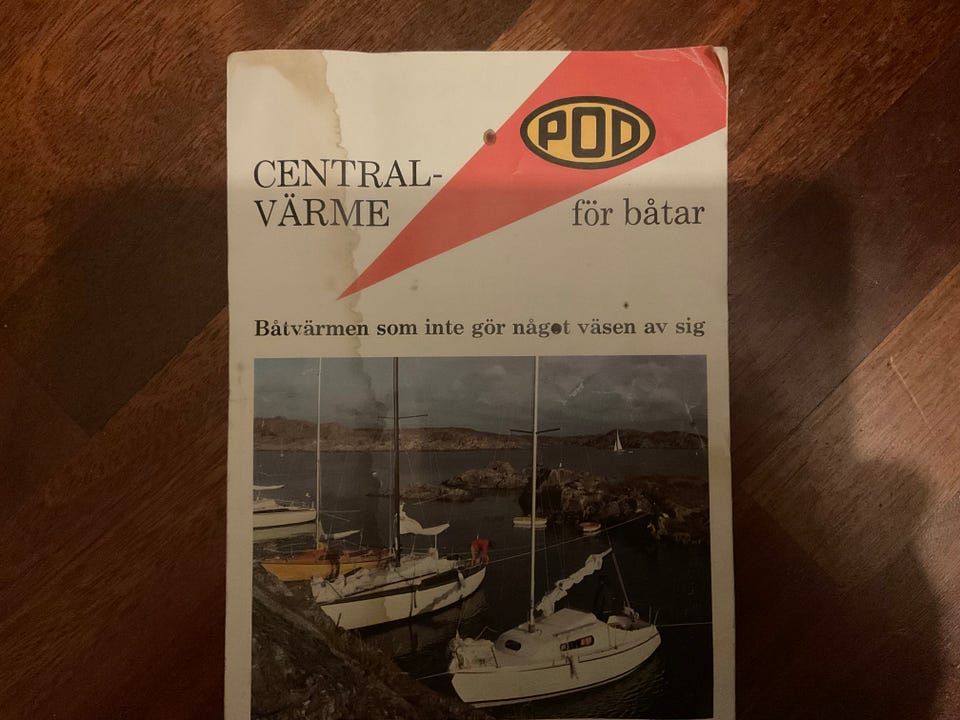 POD
CENTRAL-
VÄRME
för båtar
Båtvärmen som inte gör något väsen av sig